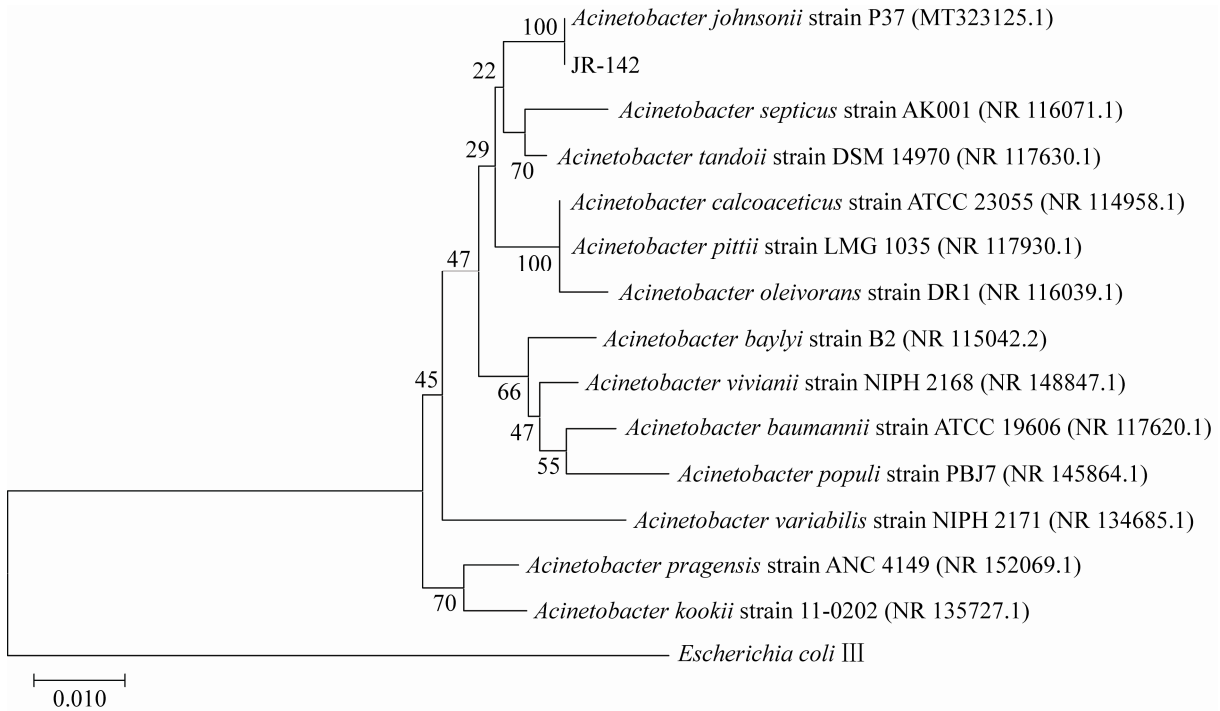 100
Acinetobacter johnsonii strain P37 (MT323125.1)
JR-142
22
Acinetobacter septicus strain AK001 (NR 116071.1)
29
70
Acinetobacter tandoii strain DSM 14970 (NR 117630.1)
Acinetobacter calcoaceticus strain ATCC 23055 (NR 114958.1)
47
100
Acinetobacter pittii strain LMG 1035 (NR 117930.1)
Acinetobacter oleivorans strain DR1 (NR 116039.1)
Acinetobacter baylyi strain B2 (NR 115042.2)
45
66
Acinetobacter vivianii strain NIPH 2168 (NR 148847.1)
47
Acinetobacter baumannii strain ATCC 19606 (NR 117620.1)
55
Acinetobacter populi strain PBJ7 (NR 145864.1)
Acinetobacter variabilis strain NIPH 2171 (NR 134685.1)
Acinetobacter pragensis strain ANC 4149 (NR 152069.1)
70
Acinetobacter kookii strain 11-0202 (NR 135727.1)
Escherichia coli Ⅲ
0.010